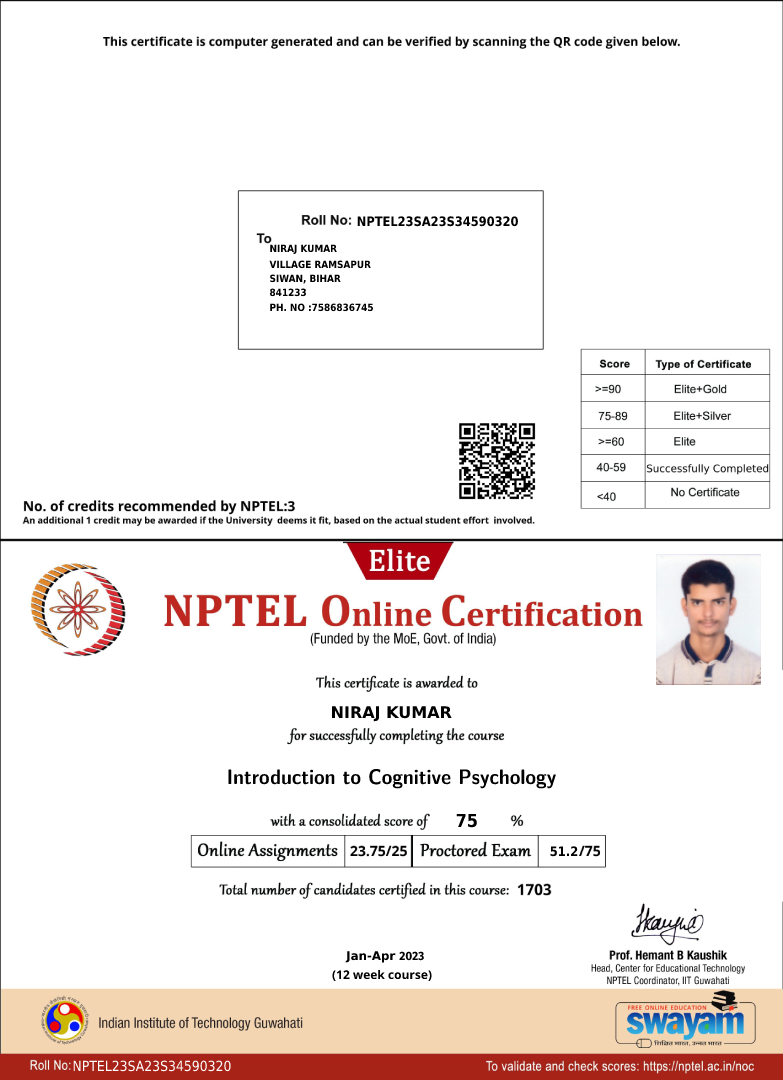 This certificate is computer generated and can be verified by scanning the QR code given below.
Roll No: NPTEL23SA23S34590320
To
NIRAJ KUMAR
VILLAGE RAMSAPUR
SIWAN, BIHAR
841233
PH. NO :7586836745
Score Type of Certificate
>=90 Elite+Gold
75-89 Elite+Silver
>=60 Elite
40-59 Successfully Completed
<40 No Certificate
No. of credits recommended by NPTEL:3
An additional 1 credit may be awarded if the University deems it fit, based on the actual student effort involved.
Elite
NPTEL Online Certification
(Funded by the MoE, Govt. of India)
This certificate is awarded to
NIRAJ KUMAR
for successfully completing the course
Introduction to Cognitive Psychology
with a consolidated score of 75 %
Online Assignments 23.75/25 Proctored Exam 51.2/75
Total number of candidates certified in this course: 1703
Jan-Apr 2023
(12 week course)
Prof. Hemant B Kaushik
Head, Center for Educational Technology
NPTEL Coordinator, IIT Guwahati
Indian Institute of Technology Guwahati
FREE ONLINE EDUCATION
swayam
शिक्षित भारत, उन्नत भारत
Roll No: NPTEL23SA23S34590320
To validate and check scores: https://nptel.ac.in/noc